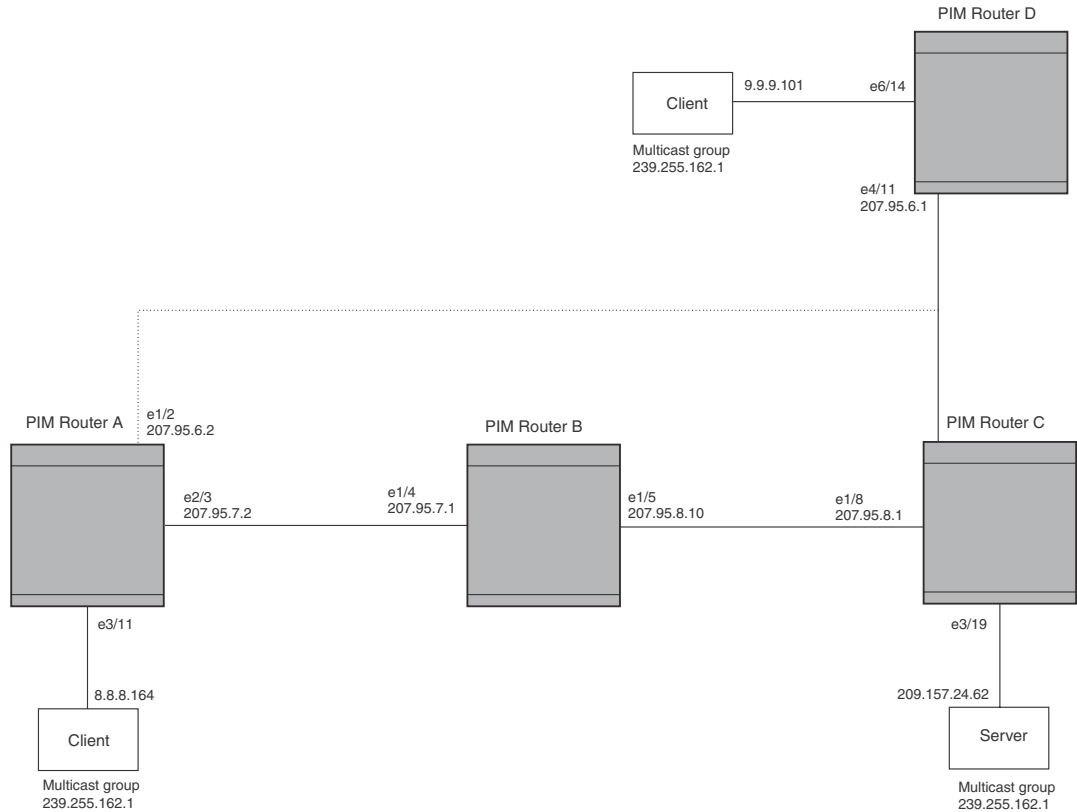 PIM Router D
9.9.9.101
e6/14
Client
Multicast group
239.255.162.1
e4/11
207.95.6.1
PIM Router A
e1/2
207.95.6.2
PIM Router B
PIM Router C
e2/3
207.95.7.2
e1/4
207.95.7.1
e1/5
207.95.8.10
e1/8
207.95.8.1
e3/11
e3/19
8.8.8.164
209.157.24.62
Client
Server
Multicast group
239.255.162.1
Multicast group
239.255.162.1